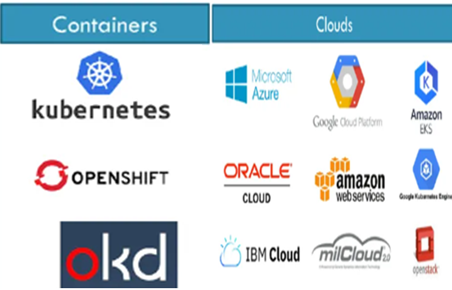 Containers
Clouds
kubernetes
OPENSHIFT
okd
Microsoft
Azure
Google Cloud Platform
Amazon
EKS
ORACLE
CLOUD
amazon
webservices
Google Kubernetes Engine
IBM Cloud
milCloud 2.0
openstack